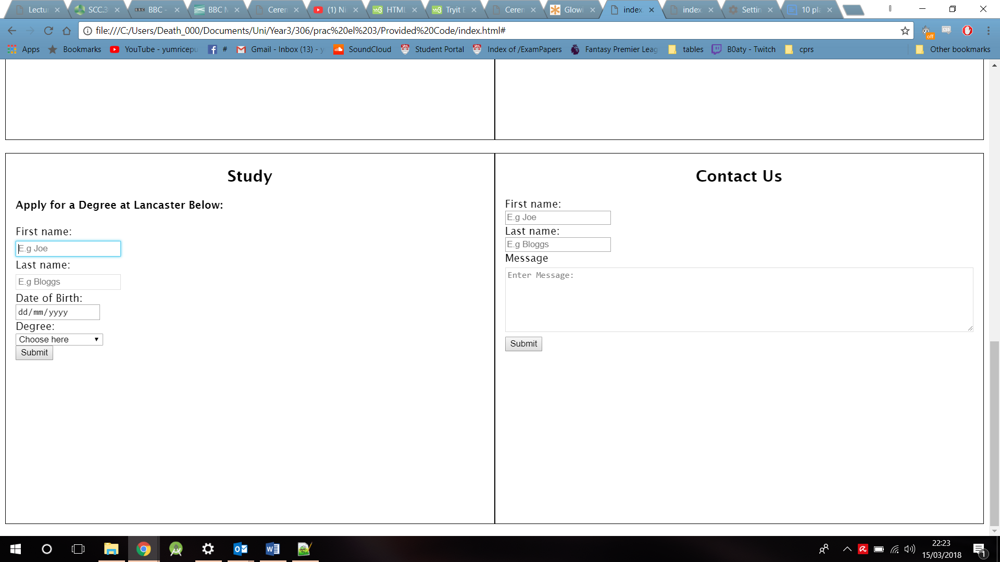 Lectu
SCC.3
BBC -
BBC M
Ceren
(1) Ni
HTML
Tryit E
Ceren
Glowi
index.
index
Settin
10 pla
file:///C:/Users/Death_000/Documents/Uni/Year3/306/prac%20el%203/Provided%20Code/index.html#
off
CSS
Apps
Bookmarks
YouTube - yumricepu
#
Gmail - Inbox (13) - y
SoundCloud
Student Portal
Index of /ExamPapers
Fantasy Premier Leag
tables
B0aty - Twitch
cprs
Other bookmarks
Study
Apply for a Degree at Lancaster Below:
First name:
E.g Joe
Last name:
E.g Bloggs
Date of Birth:
dd/mm/yyyy
Degree:
Choose here
Submit
Contact Us
First name:
E.g Joe
Last name:
E.g Bloggs
Message
Enter Message:
Submit
22:23
15/03/2018
1